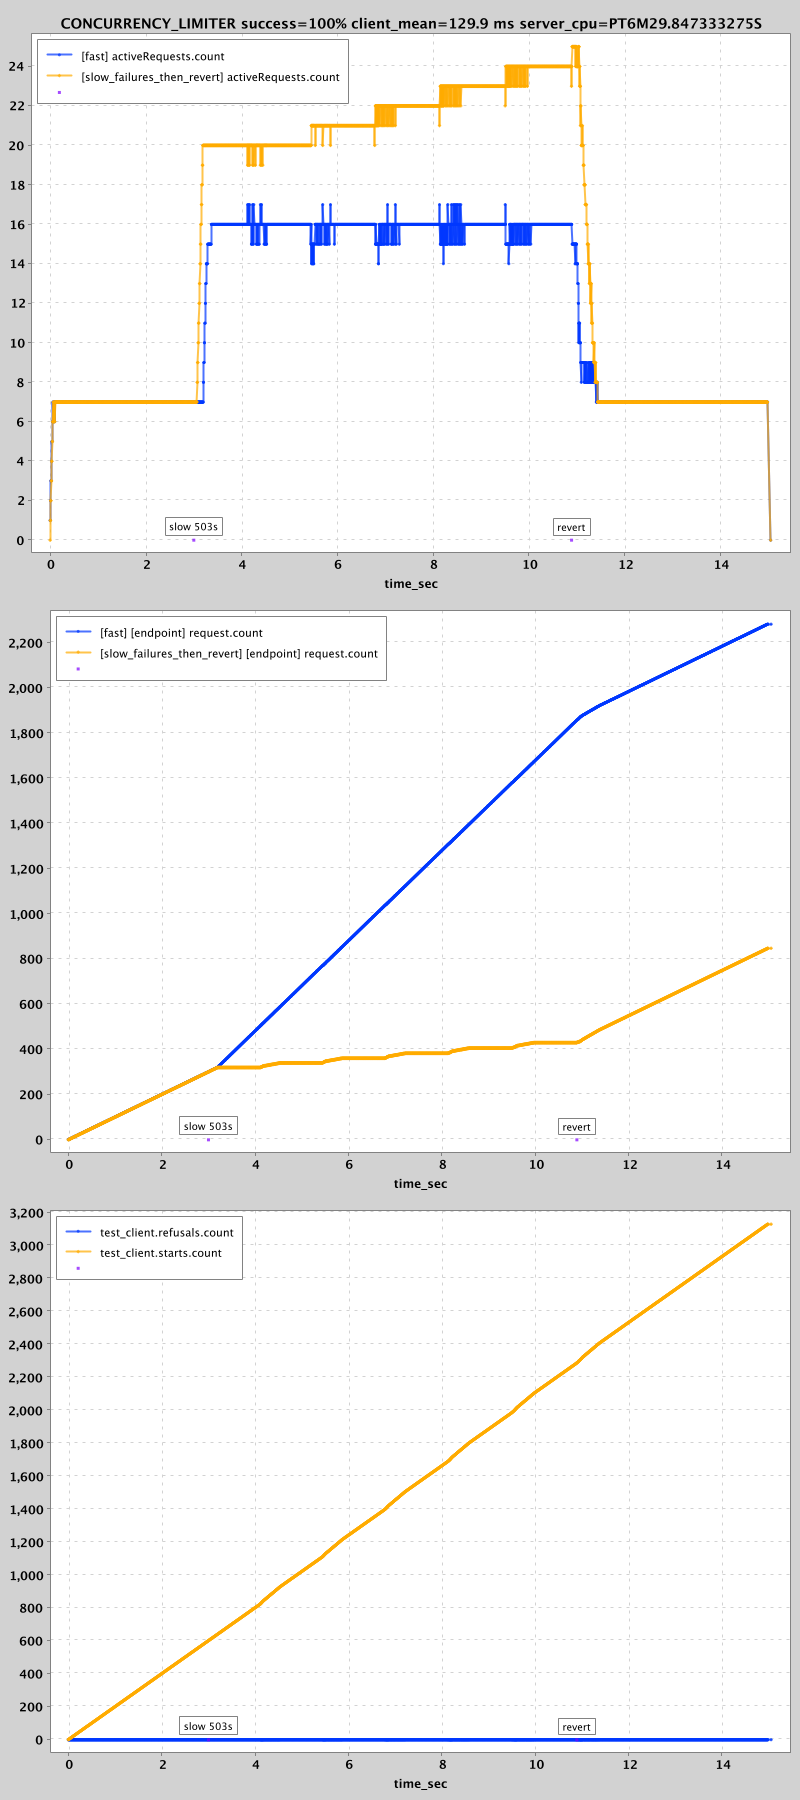 CONCURRENCY_LIMITER success=100% client_mean=129.9 ms server_cpu=PT6M29.847333275S
[fast] activeRequests.count
[slow_failures_then_revert] activeRequests.count
24
22
20
18
16
14
12
10
8
6
4
2
0
slow 503s
revert
0 2 4 6 8 10 12 14
time_sec
[fast] [endpoint] request.count
[slow_failures_then_revert] [endpoint] request.count
2,200
2,000
1,800
1,600
1,400
1,200
1,000
800
600
400
200
0
slow 503s
revert
0 2 4 6 8 10 12 14
time_sec
test_client.refusals.count
test_client.starts.count
3,200
3,000
2,800
2,600
2,400
2,200
2,000
1,800
1,600
1,400
1,200
1,000
800
600
400
200
0
slow 503s
revert
0 2 4 6 8 10 12 14
time_sec